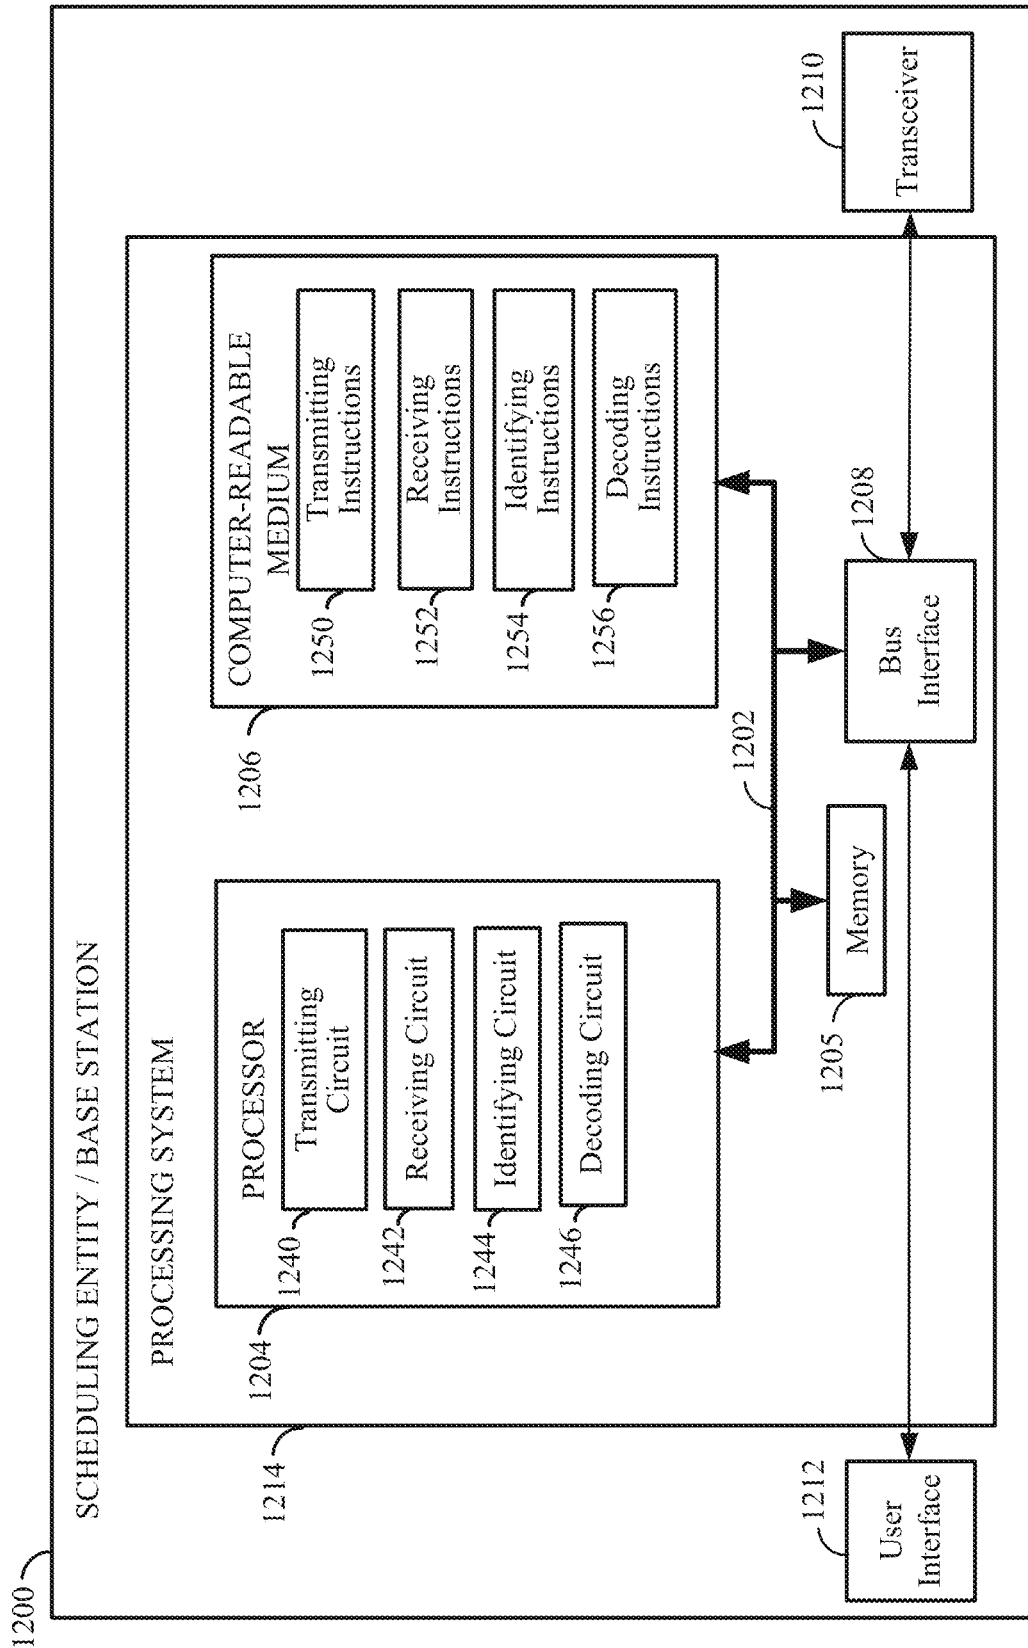 1200
SCHEDULING ENTITY / BASE STATION
PROCESSING SYSTEM
1214
1204
PROCESSOR
1240
Transmitting
Circuit
1242
Receiving Circuit
1244
Identifying Circuit
1246
Decoding Circuit
1206
COMPUTER-READABLE
MEDIUM
1250
Transmitting
Instructions
1252
Receiving
Instructions
1254
Identifying
Instructions
1256
Decoding
Instructions
1202
1205
Memory
1208
Bus
Interface
1212
User
Interface
1210
Transceiver